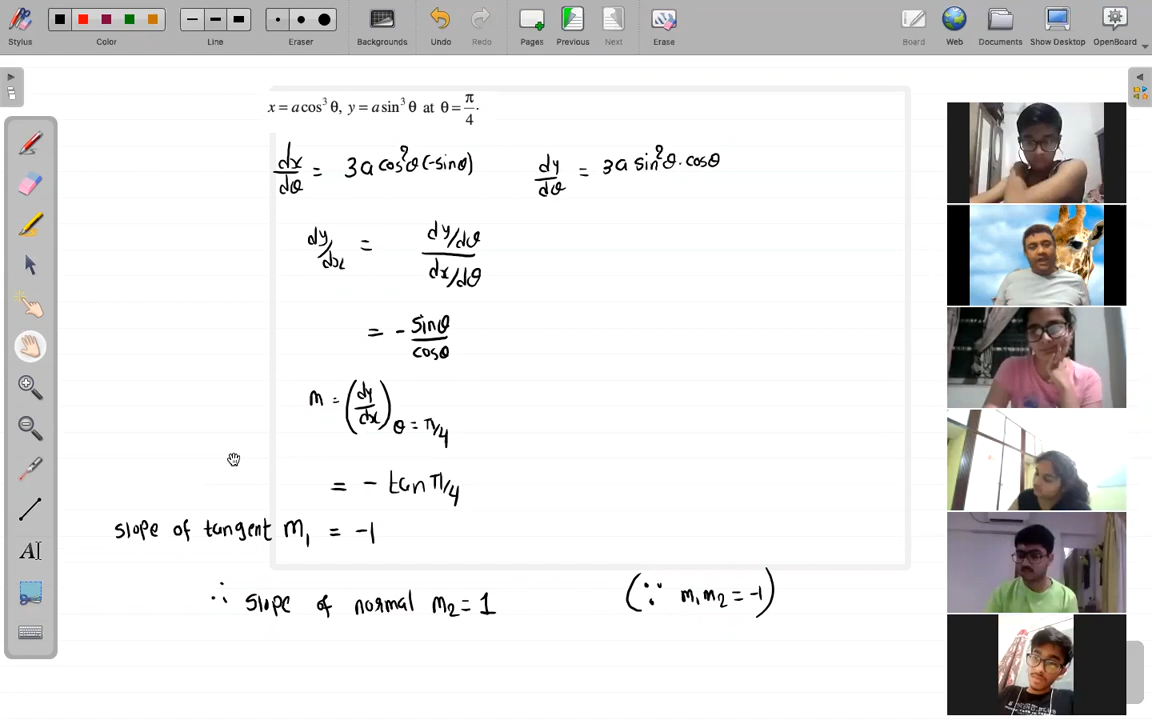 Stylus Color Line Eraser Backgrounds Undo Redo Pages Previous Next Erase Board Web Documents Show Desktop OpenBoard
x = a cos³ θ, y = a sin³ θ at θ = π/4.
dx/dθ = 3a cos²θ (-sinθ) dy/dθ = 3a sin²θ · cosθ
dy/dx = (dy/dθ)/(dx/dθ)
= - sinθ/cosθ
m = (dy/dx) θ = π/4
= - tan π/4
slope of tangent m₁ = -1
∴ slope of normal m₂ = 1 (∵ m₁ m₂ = -1)